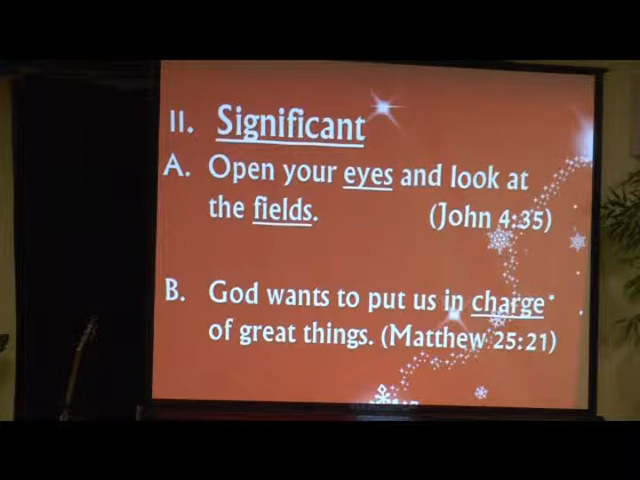 II. Significant
A. Open your eyes and look at
the fields. (John 4:35)
B. God wants to put us in charge
of great things. (Matthew 25:21)